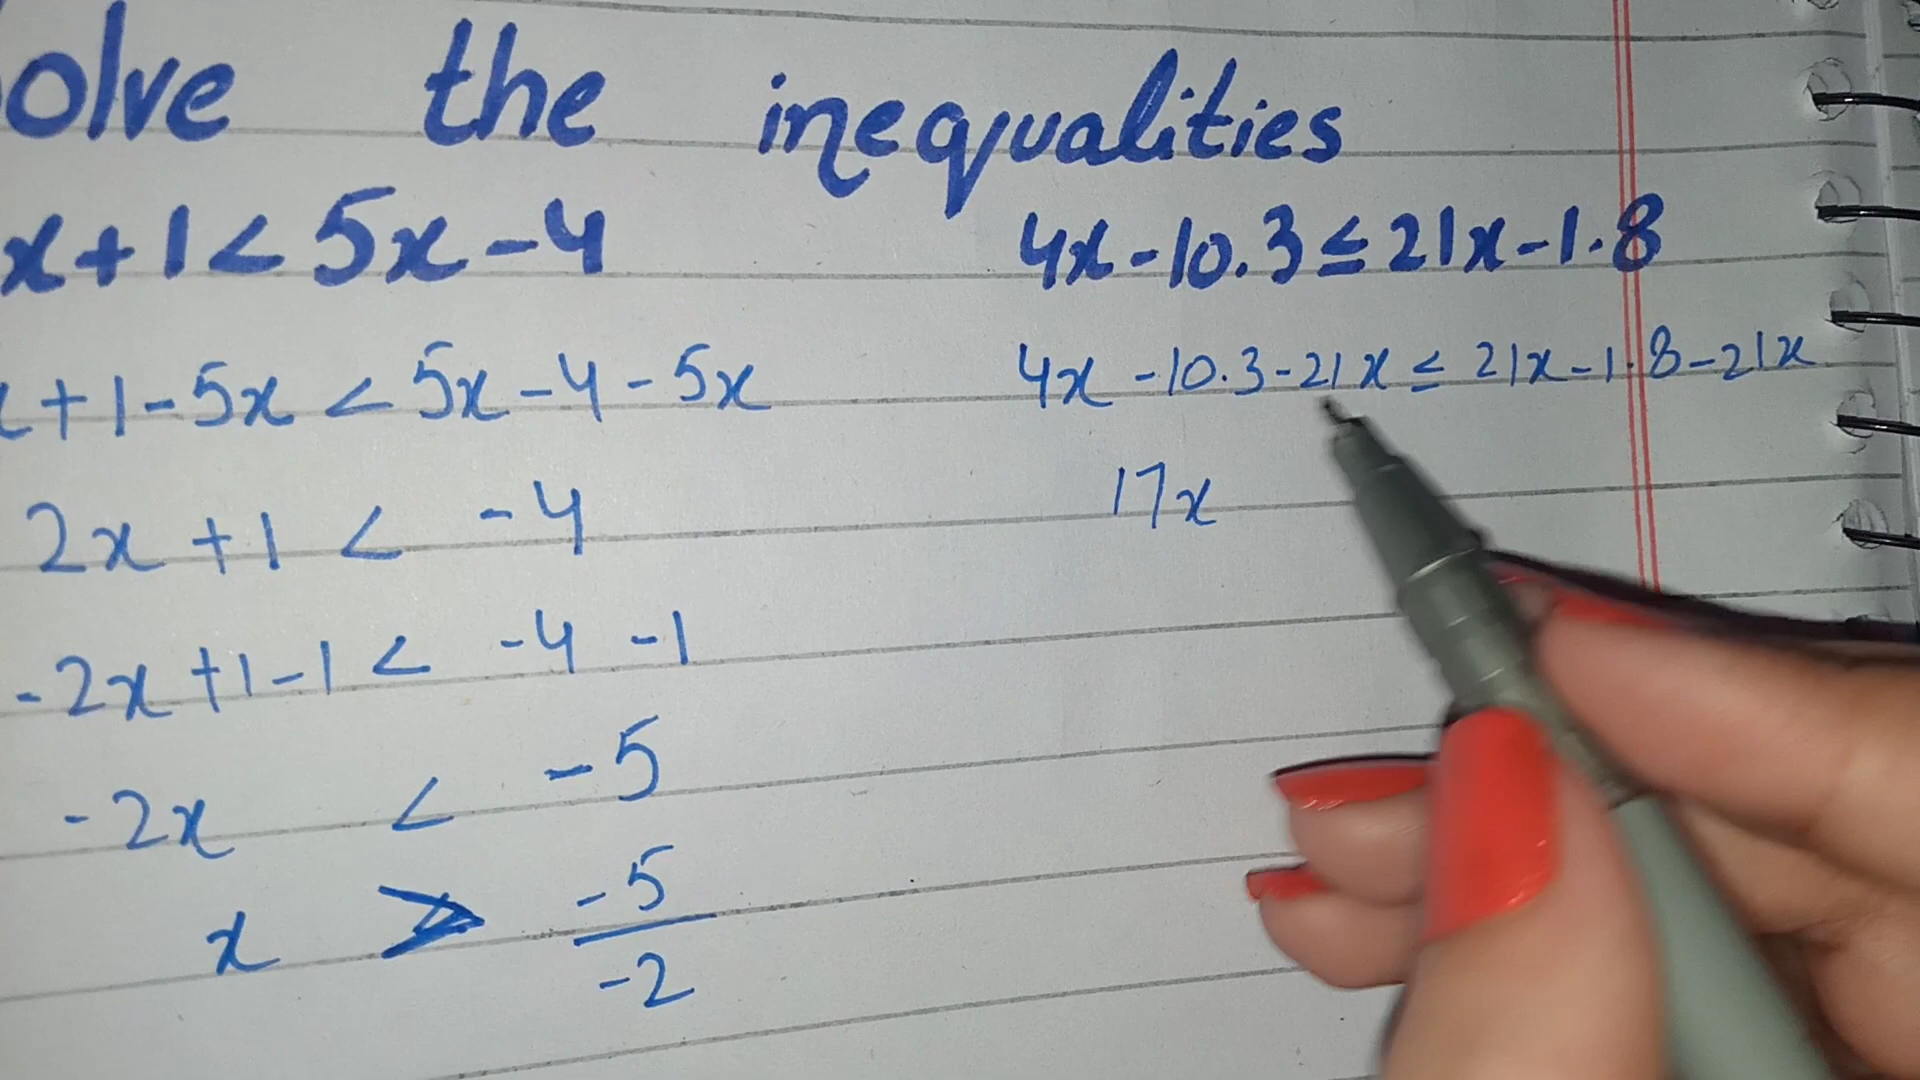 olve the inequalities
x+1<5x-4
4x-10.3≤21x-1.8
+1-5x<5x-4-5x
4x-10.3-21x≤21x-1.8-21x
2x+1<-4
17x
-2x+1-1<-4-1
-2x<-5
x>-5/-2